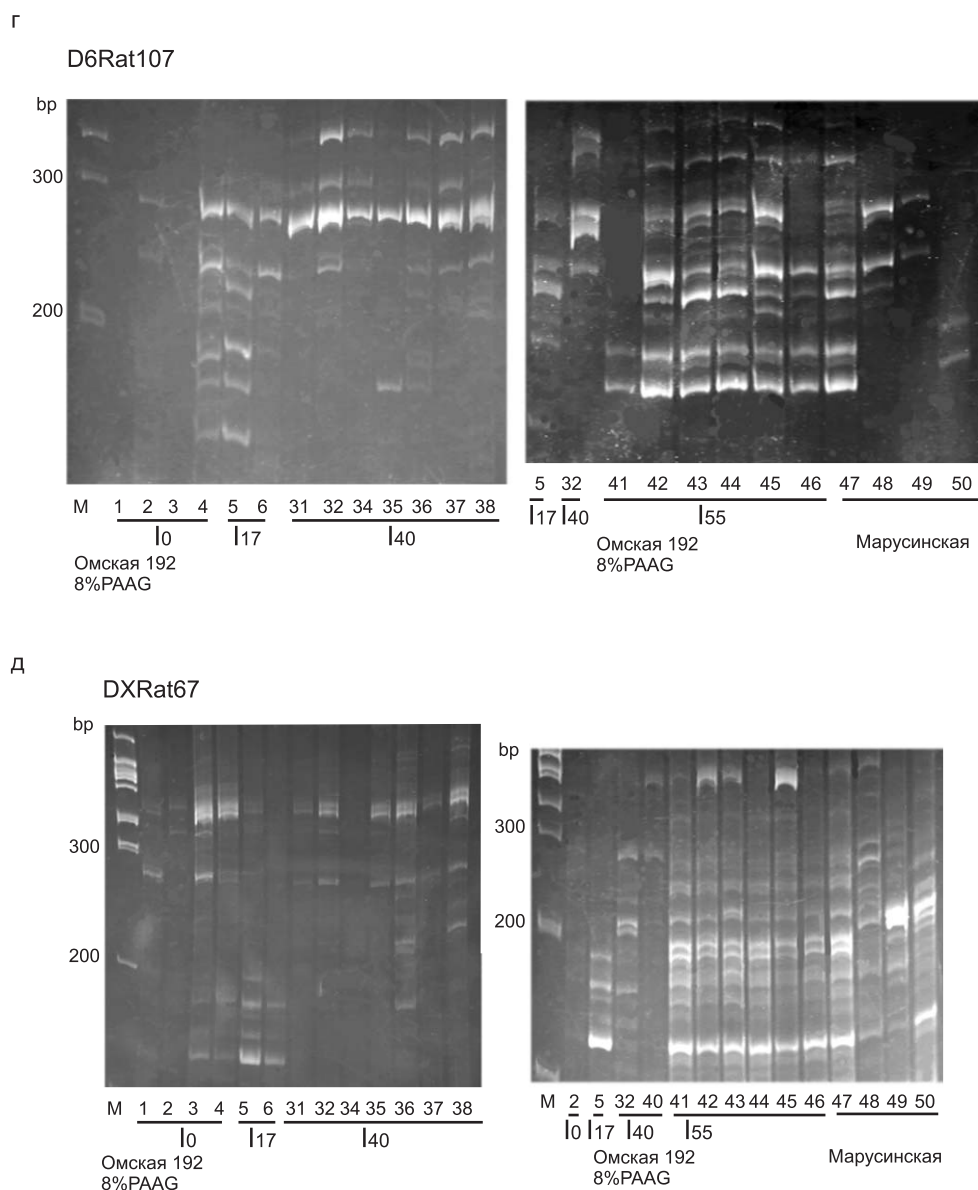 г
D6Rat107
bp
300
200
M 1 2 3 4 5 6 31 32 34 35 36 37 38
I0 I17 I40
Омская 192
8%PAAG
5 32 41 42 43 44 45 46 47 48 49 50
I17 I40 I55
Омская 192
8%PAAG
Марусинская
д
DXRat67
bp
300
200
M 1 2 3 4 5 6 31 32 34 35 36 37 38
I0 I17 I40
Омская 192
8%PAAG
bp
300
200
M 2 5 32 40 41 42 43 44 45 46 47 48 49 50
I0 I17 I40 I55
Омская 192
8%PAAG
Марусинская